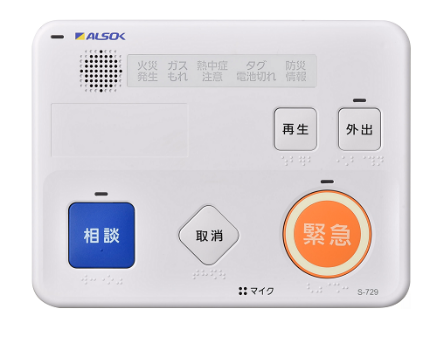 ALSOK
火災 ガス 熱中症 タグ 防災
発生 もれ 注意 電池切れ 情報
再生 外出
相談 取消 緊急
マイク S-729